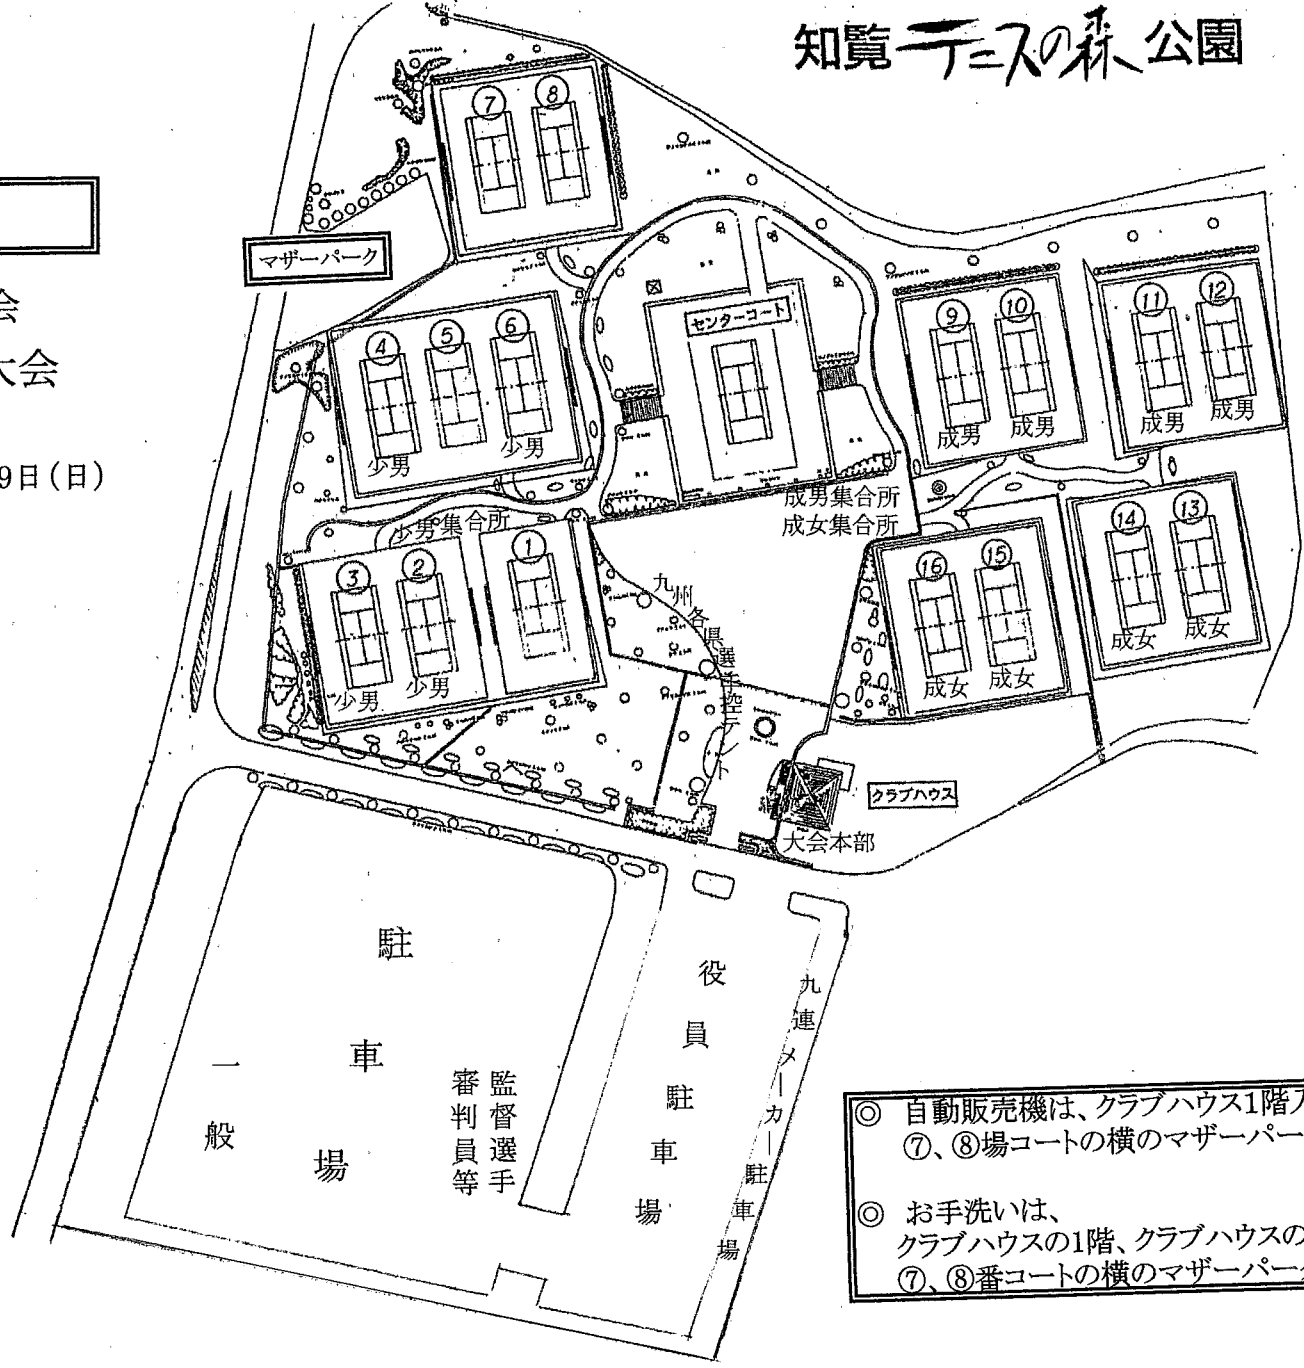 知覧テニスの森公園
会
大会
9日(日)
マザーパーク
⑦
⑧
センターコート
④
⑤
⑥
少男
少男
⑨
⑩
成男
成男
⑪
⑫
成男
成男
少男集合所
成男集合所
成女集合所
③
②
①
少男
少男
九州各県選手控テント
⑯
⑮
成女
成女
⑭
⑬
成女
成女
クラブハウス
大会本部
駐車場
一般
監督選手
審判員等
役員駐車場
九連メーカー駐車場
◎ 自動販売機は、クラブハウス1階
⑦、⑧場コートの横のマザーパー
◎ お手洗いは、
クラブハウスの1階、クラブハウスの
⑦、⑧番コートの横のマザーパー